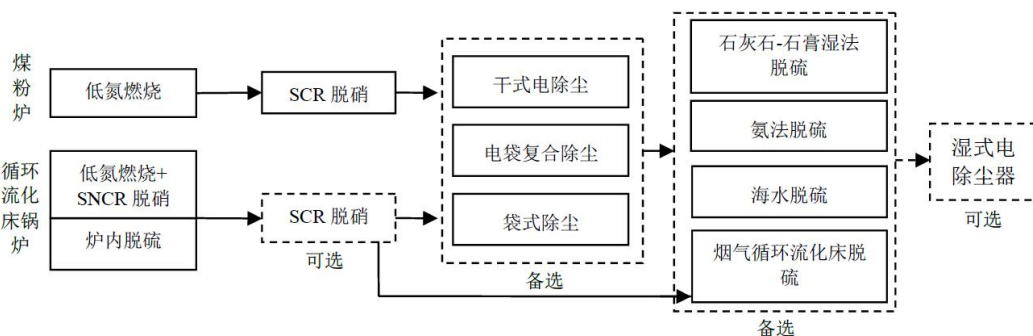 煤
粉
炉
低氮燃烧
SCR 脱硝
干式电除尘
电袋复合除尘
袋式除尘
备选
石灰石-石膏湿法
脱硫
氨法脱硫
海水脱硫
烟气循环流化床脱
硫
备选
湿式电
除尘器
可选
循环
流化
床锅
炉
低氮燃烧+
SNCR 脱硝
炉内脱硫
SCR 脱硝
可选